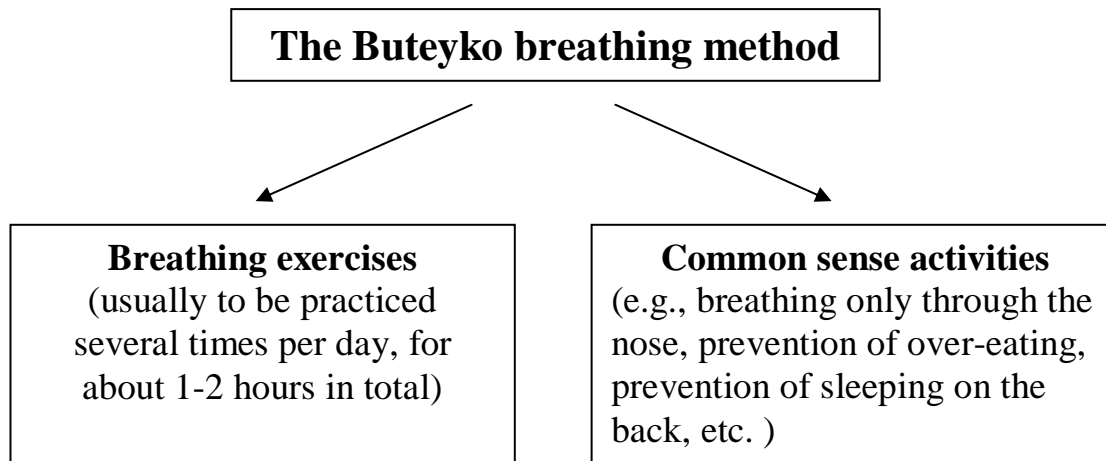 The Buteyko breathing method
Breathing exercises
(usually to be practiced
several times per day, for
about 1-2 hours in total)
Common sense activities
(e.g., breathing only through the
nose, prevention of over-eating,
prevention of sleeping on the
back, etc. )